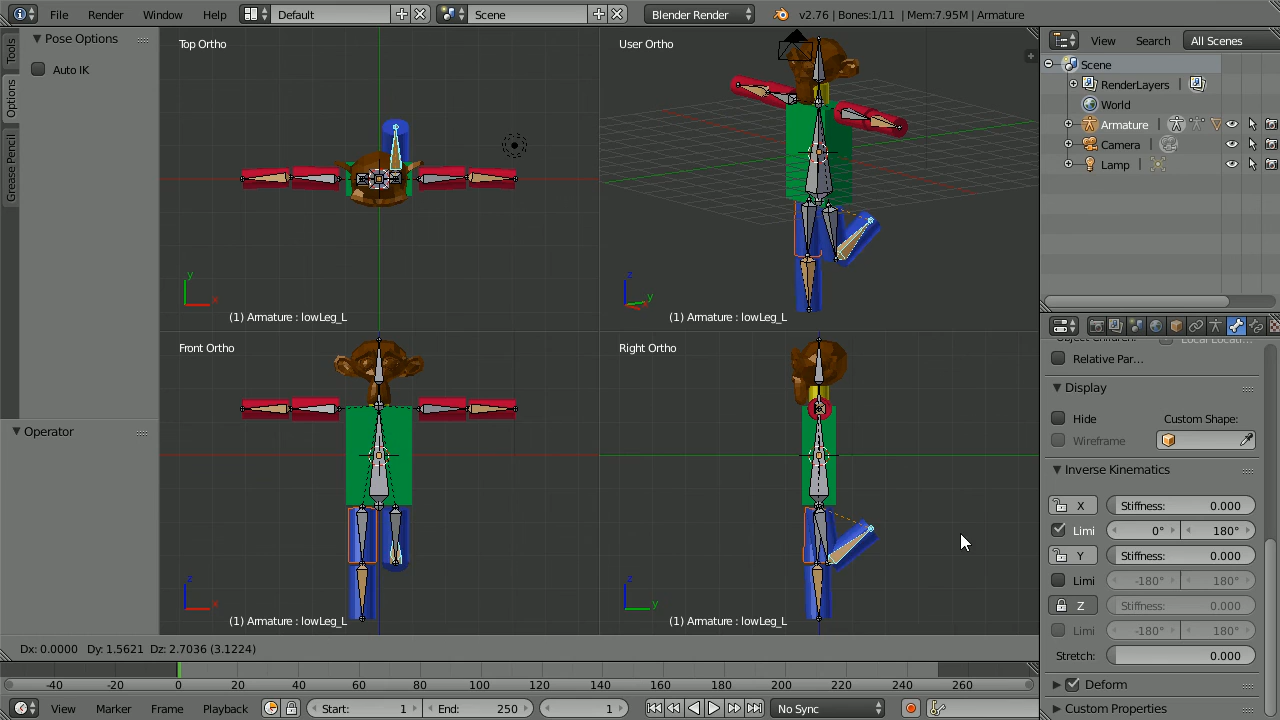 File Render Window Help Default Scene Blender Render v2.76 | Bones:1/11 | Mem:7.95M | Armature
Tools
Options
Grease Pencil
Pose Options
Auto IK
Operator
Top Ortho
y
x
(1) Armature : lowLeg_L
User Ortho
z
y
x
(1) Armature : lowLeg_L
Front Ortho
z
x
(1) Armature : lowLeg_L
Right Ortho
z
y
(1) Armature : lowLeg_L
View Search All Scenes
Scene
RenderLayers
World
Armature
Camera
Lamp
Relative Par...
Display
Hide Custom Shape:
Wireframe
Inverse Kinematics
X Stiffness: 0.000
Limi 0° 180°
Y Stiffness: 0.000
Limi -180° 180°
Z Stiffness: 0.000
Limi -180° 180°
Stretch: 0.000
Deform
Custom Properties
Dx: 0.0000 Dy: 1.5621 Dz: 2.7036 (3.1224)
-40 -20 0 20 40 60 80 100 120 140 160 180 200 220 240 260
View Marker Frame Playback Start: 1 End: 250 1 No Sync